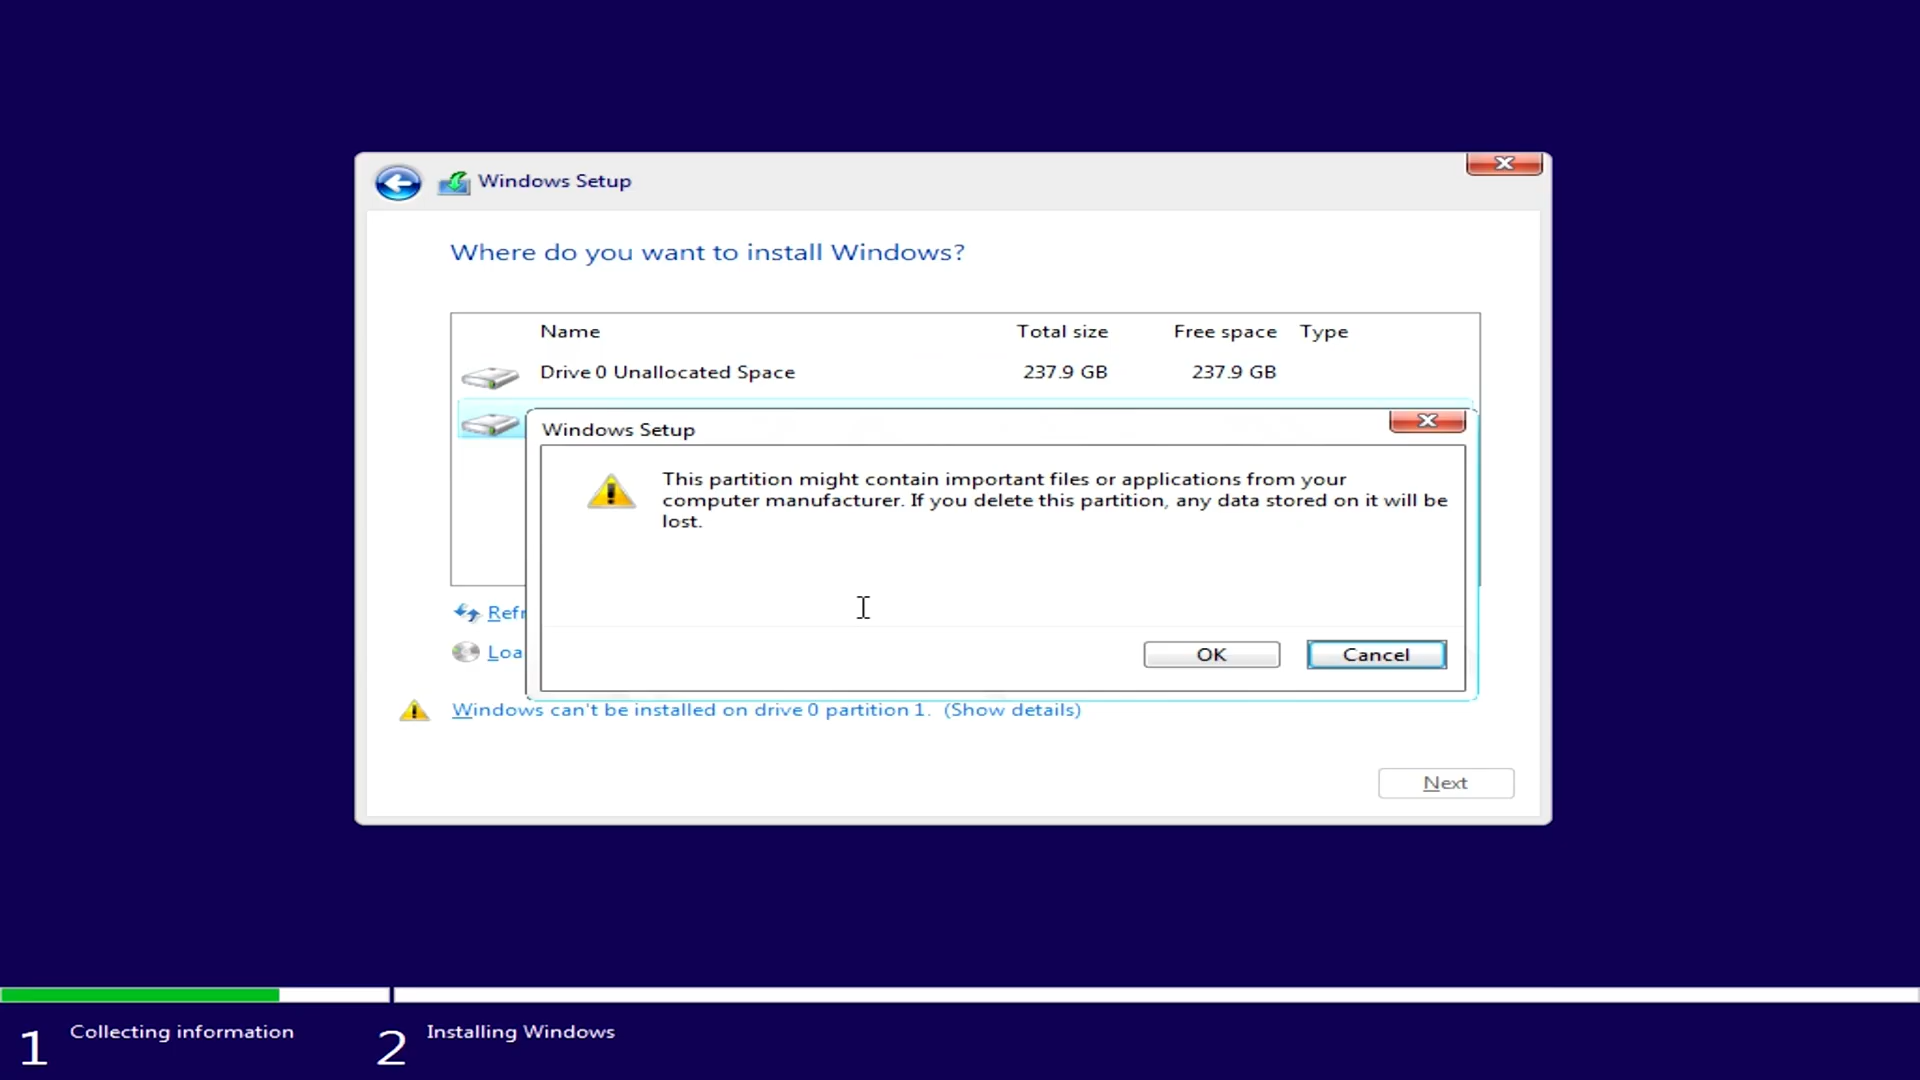 Windows Setup
Where do you want to install Windows?
Name Total size Free space Type
Drive 0 Unallocated Space 237.9 GB 237.9 GB
Windows Setup
This partition might contain important files or applications from your
computer manufacturer. If you delete this partition, any data stored on it will be
lost.
Refr
OK Cancel
Loa
Windows can't be installed on drive 0 partition 1. (Show details)
Next
1 Collecting information 2 Installing Windows